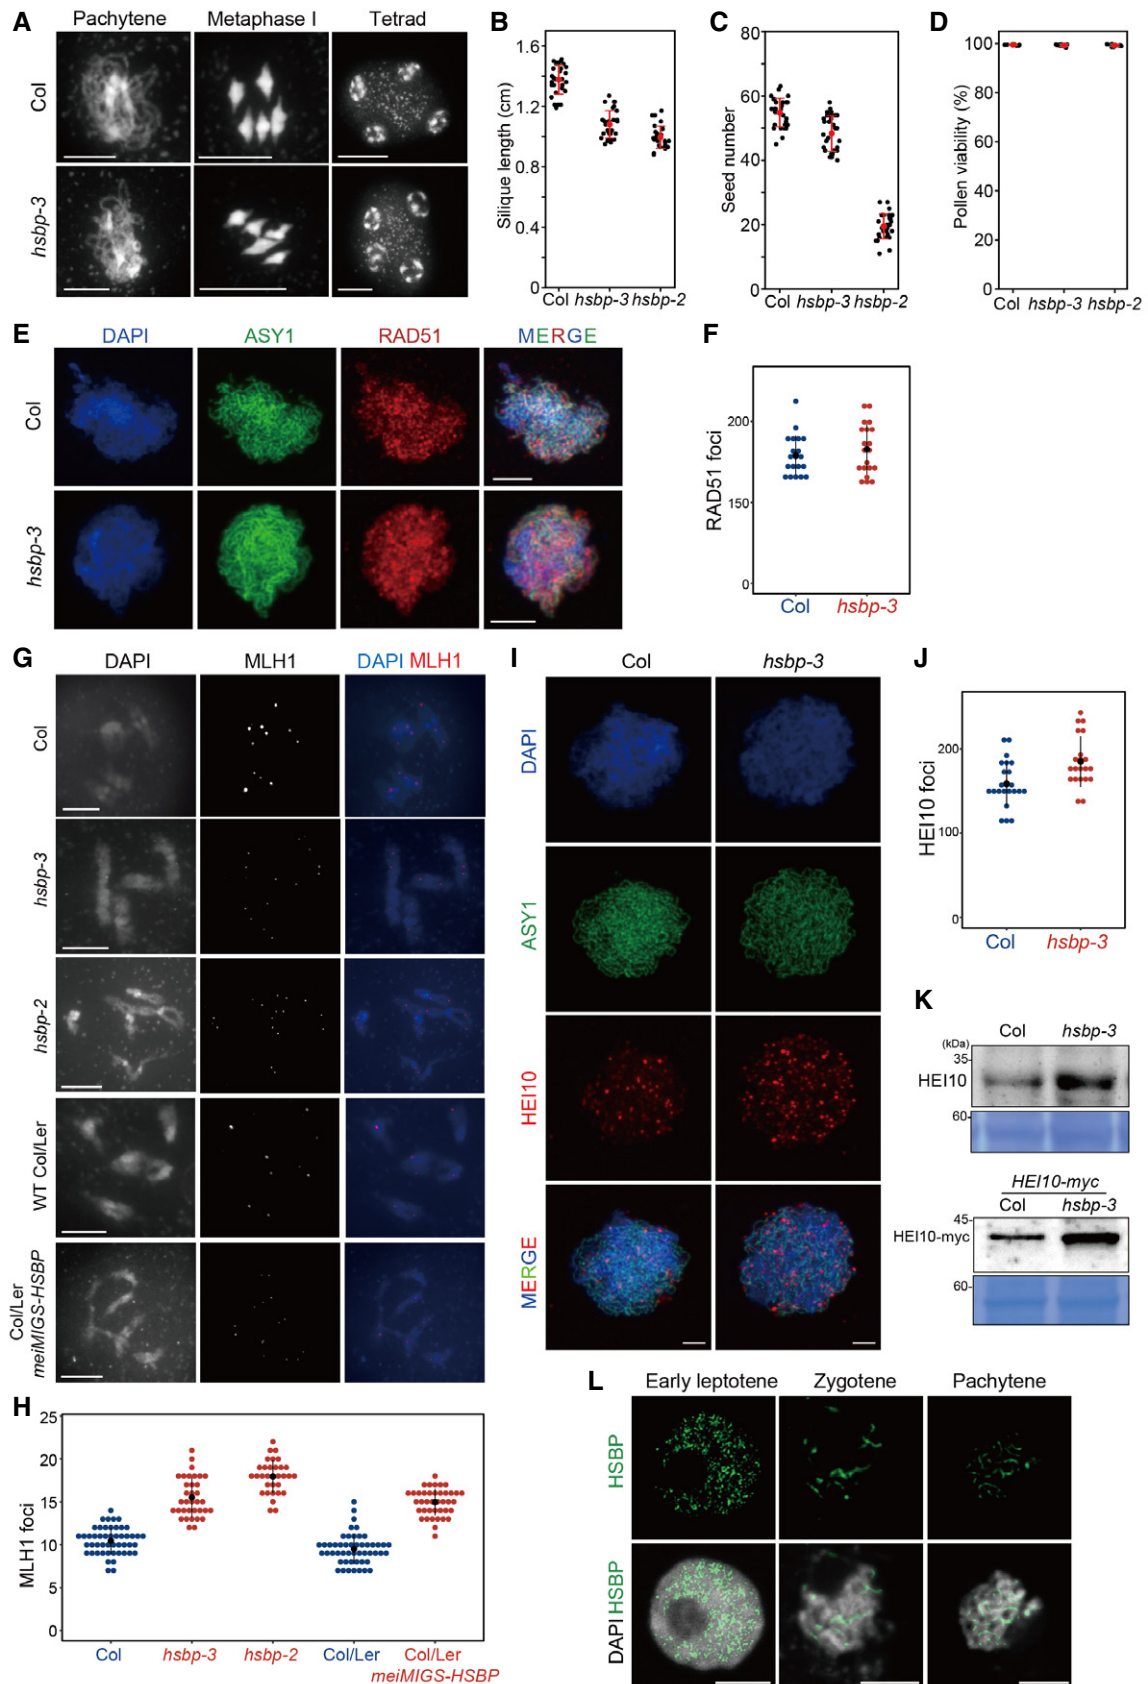 A
Pachytene Metaphase I Tetrad
Col
hsbp-3
B
Silique length (cm)
1.6
1.2
0.8
0.4
0
Col hsbp-3 hsbp-2
C
Seed number
80
60
40
20
0
Col hsbp-3 hsbp-2
D
Pollen viability (%)
100
80
60
40
20
0
Col hsbp-3 hsbp-2
E
DAPI ASY1 RAD51 MERGE
Col
hsbp-3
F
RAD51 foci
200
150
0
Col hsbp-3
G
DAPI MLH1 DAPI MLH1
Col
hsbp-3
hsbp-2
WT Col/Ler
Col/Ler
meiMIGS-HSBP
H
MLH1 foci
25
20
15
10
5
0
Col hsbp-3 hsbp-2 Col/Ler Col/Ler
meiMIGS-HSBP
I
Col hsbp-3
DAPI
ASY1
HEI10
MERGE
J
HEI10 foci
200
100
0
Col hsbp-3
K
Col hsbp-3
(kDa)
35-
HEI10
60-
HEI10-myc
Col hsbp-3
45-
HEI10-myc
60-
L
Early leptotene Zygotene Pachytene
HSBP
DAPI HSBP